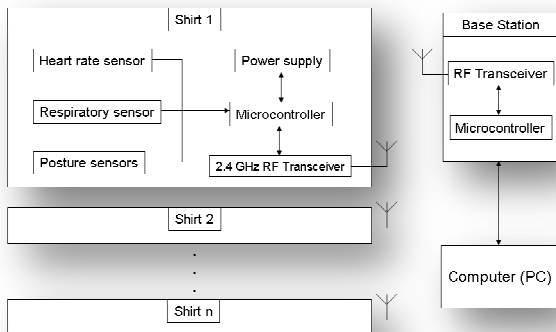 Shirt 1
Heart rate sensor
Power supply
Respiratory sensor
Microcontroller
Posture sensors
2.4 GHz RF Transceiver
Shirt 2
Shirt n
Base Station
RF Transceiver
Microcontroller
Computer (PC)